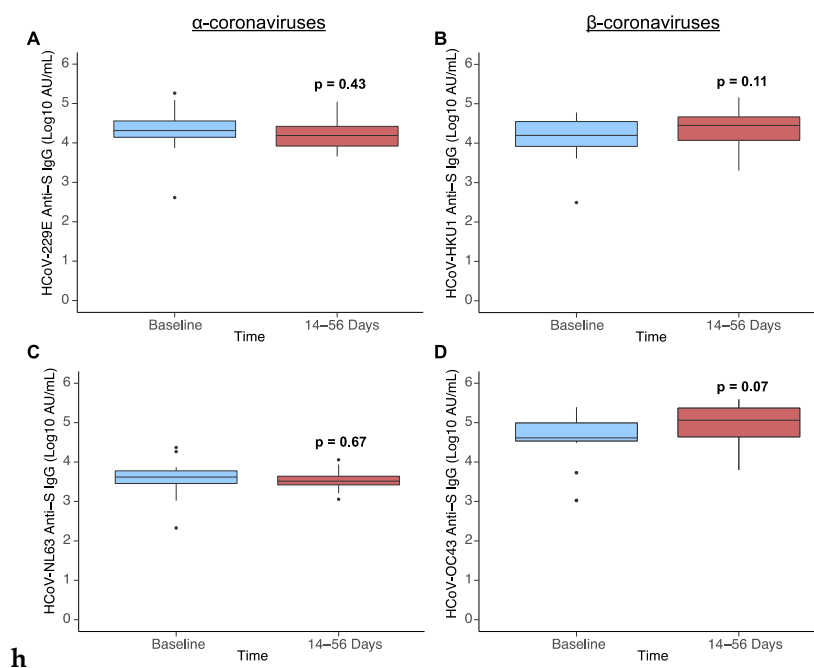 α-coronaviruses
β-coronaviruses
A
HCoV-229E Anti–S IgG (Log10 AU/mL)
6
5
4
3
2
1
0
p = 0.43
Baseline
14–56 Days
Time
B
HCoV-HKU1 Anti–S IgG (Log10 AU/mL)
6
5
4
3
2
1
0
p = 0.11
Baseline
14–56 Days
Time
C
HCoV-NL63 Anti–S IgG (Log10 AU/mL)
6
5
4
3
2
1
0
p = 0.67
Baseline
14–56 Days
Time
D
HCoV-OC43 Anti–S IgG (Log10 AU/mL)
6
5
4
3
2
1
0
p = 0.07
Baseline
14–56 Days
Time
h